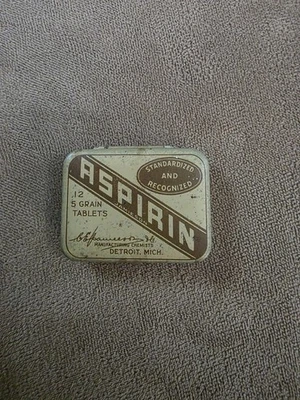 STANDARDIZED
AND
RECOGNIZED
ASPIRIN
12
5 GRAIN
TABLETS
MANUFACTURING CHEMISTS
DETROIT, MICH.